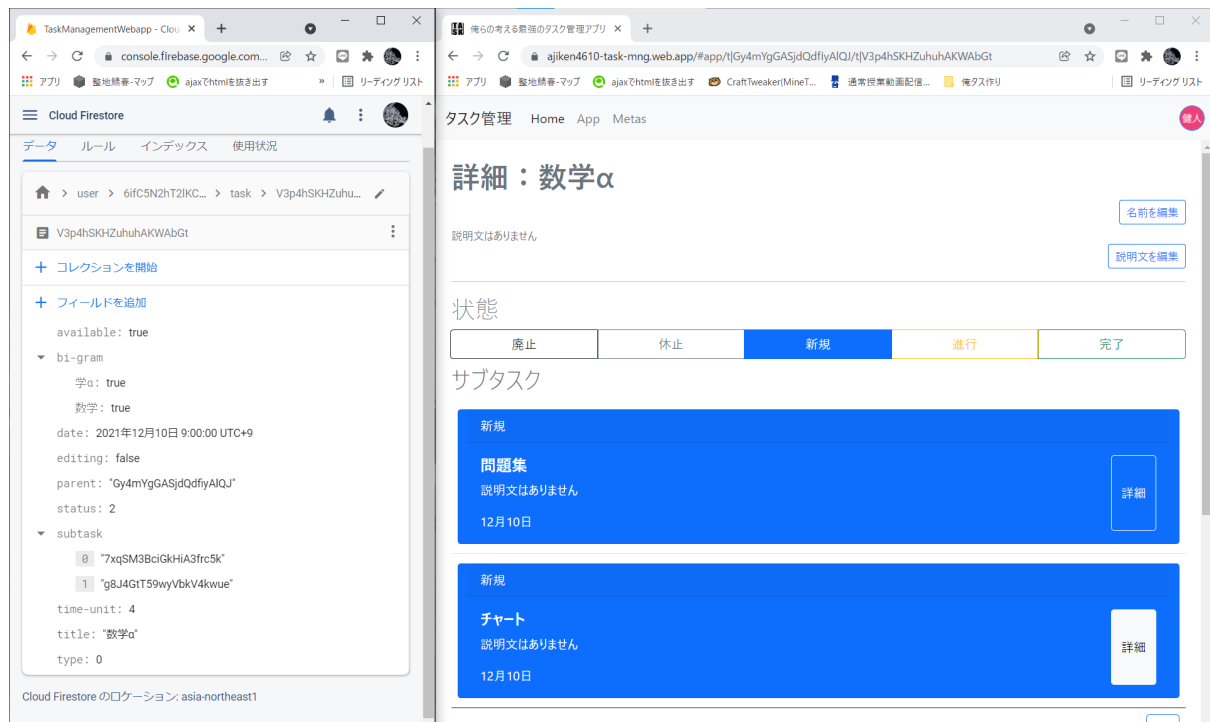 TaskManagementWebapp - Clou
console.firebase.google.com...
アプリ 整地鯖春-マップ ajaxでhtmlを抜き出す » リーディングリスト
Cloud Firestore
データ ルール インデックス 使用状況
user > 6ifC5N2hT2IKC... > task > V3p4hSKHZuhu...
V3p4hSKHZuhuhAKWAbGt
+ コレクションを開始
+ フィールドを追加
available: true
bi-gram
学α: true
数学: true
date: 2021年12月10日 9:00:00 UTC+9
editing: false
parent: "Gy4mYgGASjdQdfiyAlQJ"
status: 2
subtask
0 "7xqSM3BciGkHiA3frc5k"
1 "g8J4GtT59wyVbkV4kwue"
time-unit: 4
title: "数学α"
type: 0
Cloud Firestore のロケーション: asia-northeast1
俺らの考える最強のタスク管理アプリ
ajiken4610-task-mng.web.app/#app/t|Gy4mYgGASjdQdfiyAlQJ/t|V3p4hSKHZuhuhAKWAbGt
アプリ 整地鯖春-マップ ajaxでhtmlを抜き出す CraftTweaker(MineT... 通常授業動画配信... 俺タス作り リーディングリスト
タスク管理 Home App Metas 健人
詳細：数学α
名前を編集
説明文はありません
説明文を編集
状態
廃止 休止 新規 進行 完了
サブタスク
新規
問題集
説明文はありません
詳細
12月10日
新規
チャート
説明文はありません
詳細
12月10日